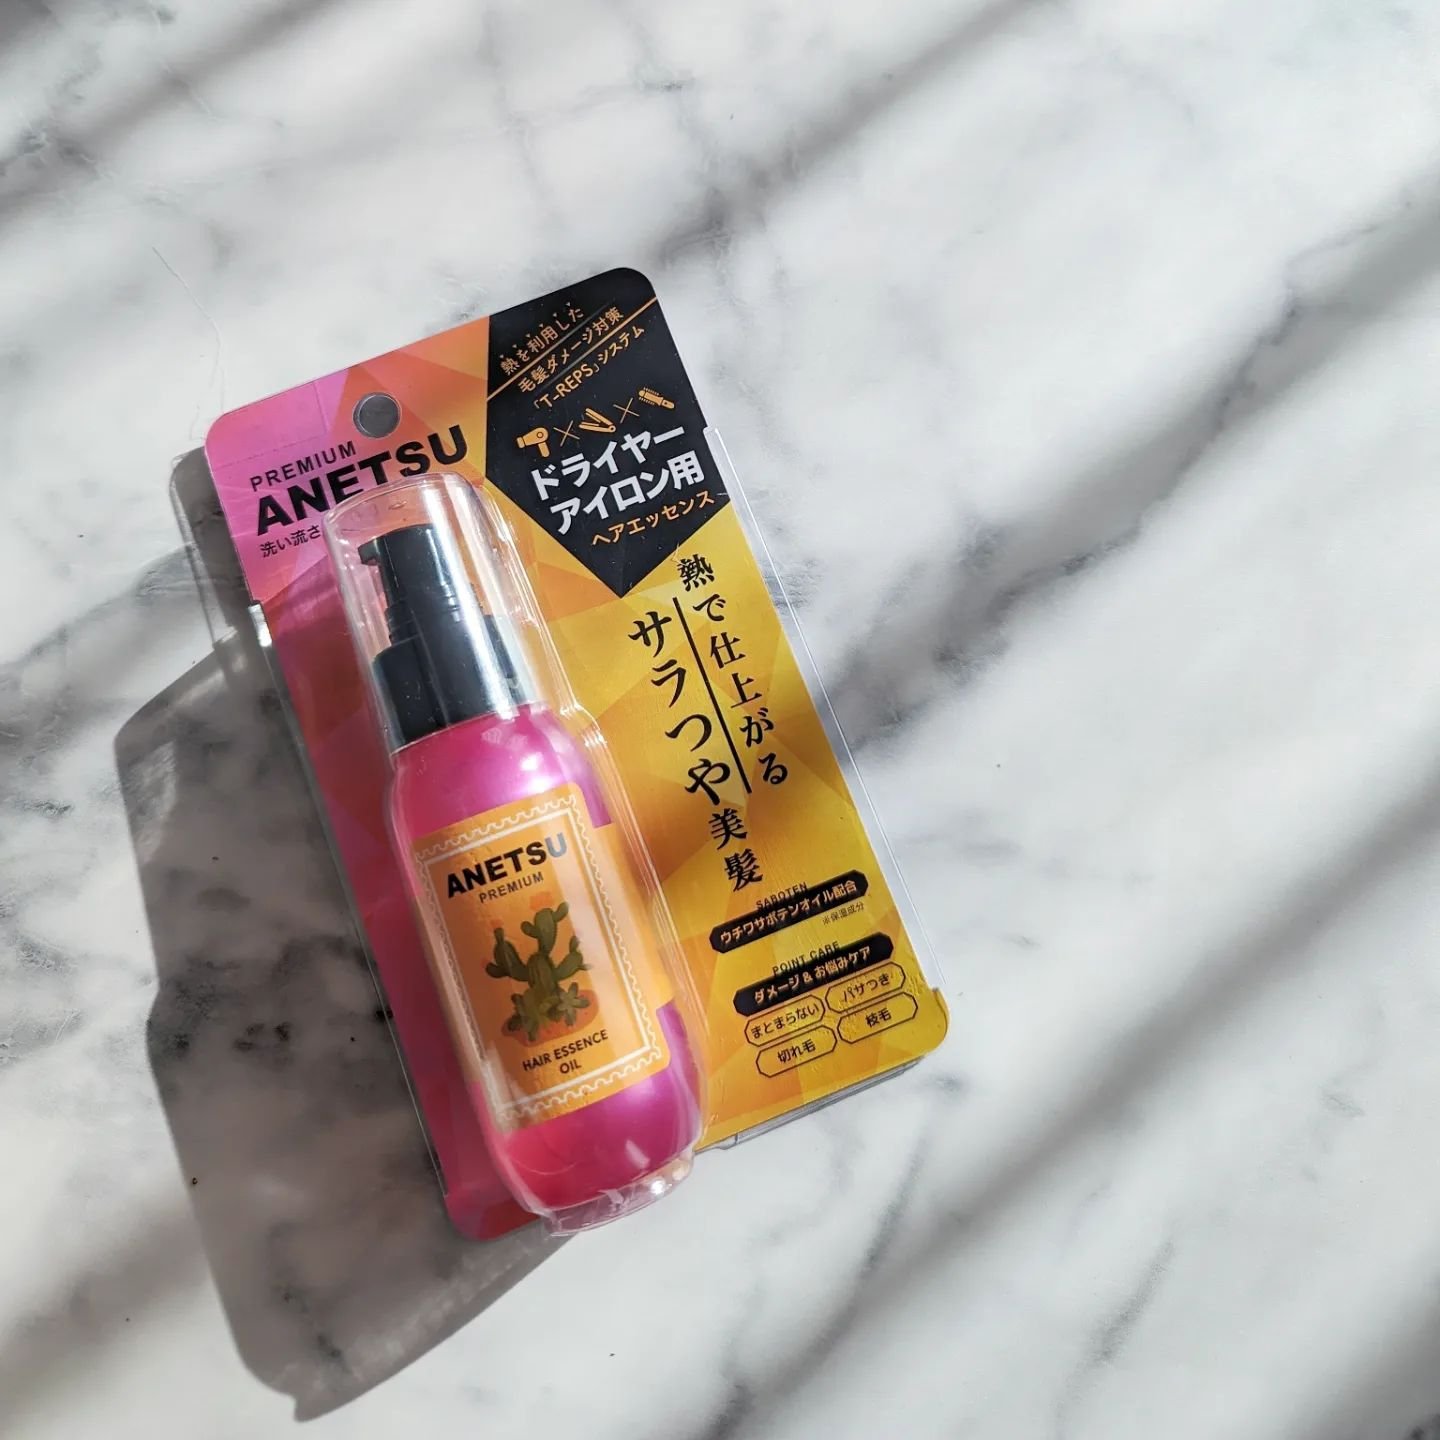 熱を利用した
毛髪ダメージ対策
「T-REPS」システム
ドライヤー
アイロン用
ヘアエッセンス
PREMIUM
ANETSU
洗い流さ
熱で仕上がる
サラつや美髪
SABOTEN
ウチワサボテンオイル配合
※保湿成分
POINT CARE
ダメージ&お悩みケア
まとまらない
パサつき
切れ毛
枝毛
ANETSU
PREMIUM
HAIR ESSENCE
OIL